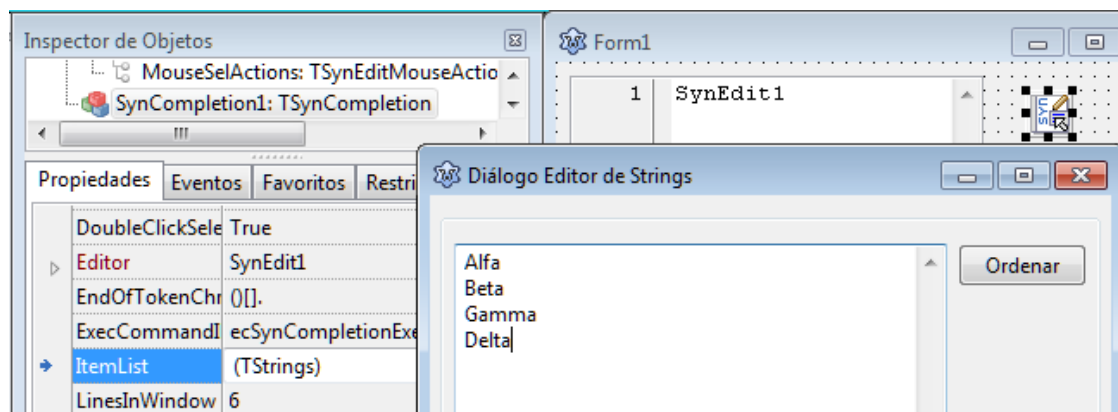 Inspector de Objetos
MouseSelActions: TSynEditMouseActio
SynCompletion1: TSynCompletion
Propiedades Eventos Favoritos Restri
DoubleClickSele True
Editor SynEdit1
EndOfTokenChr ()[].
ExecCommandI ecSynCompletionExe
ItemList (TStrings)
LinesInWindow 6
Form1
1 SynEdit1
SYN
Diálogo Editor de Strings
Alfa
Beta
Gamma
Delta
Ordenar